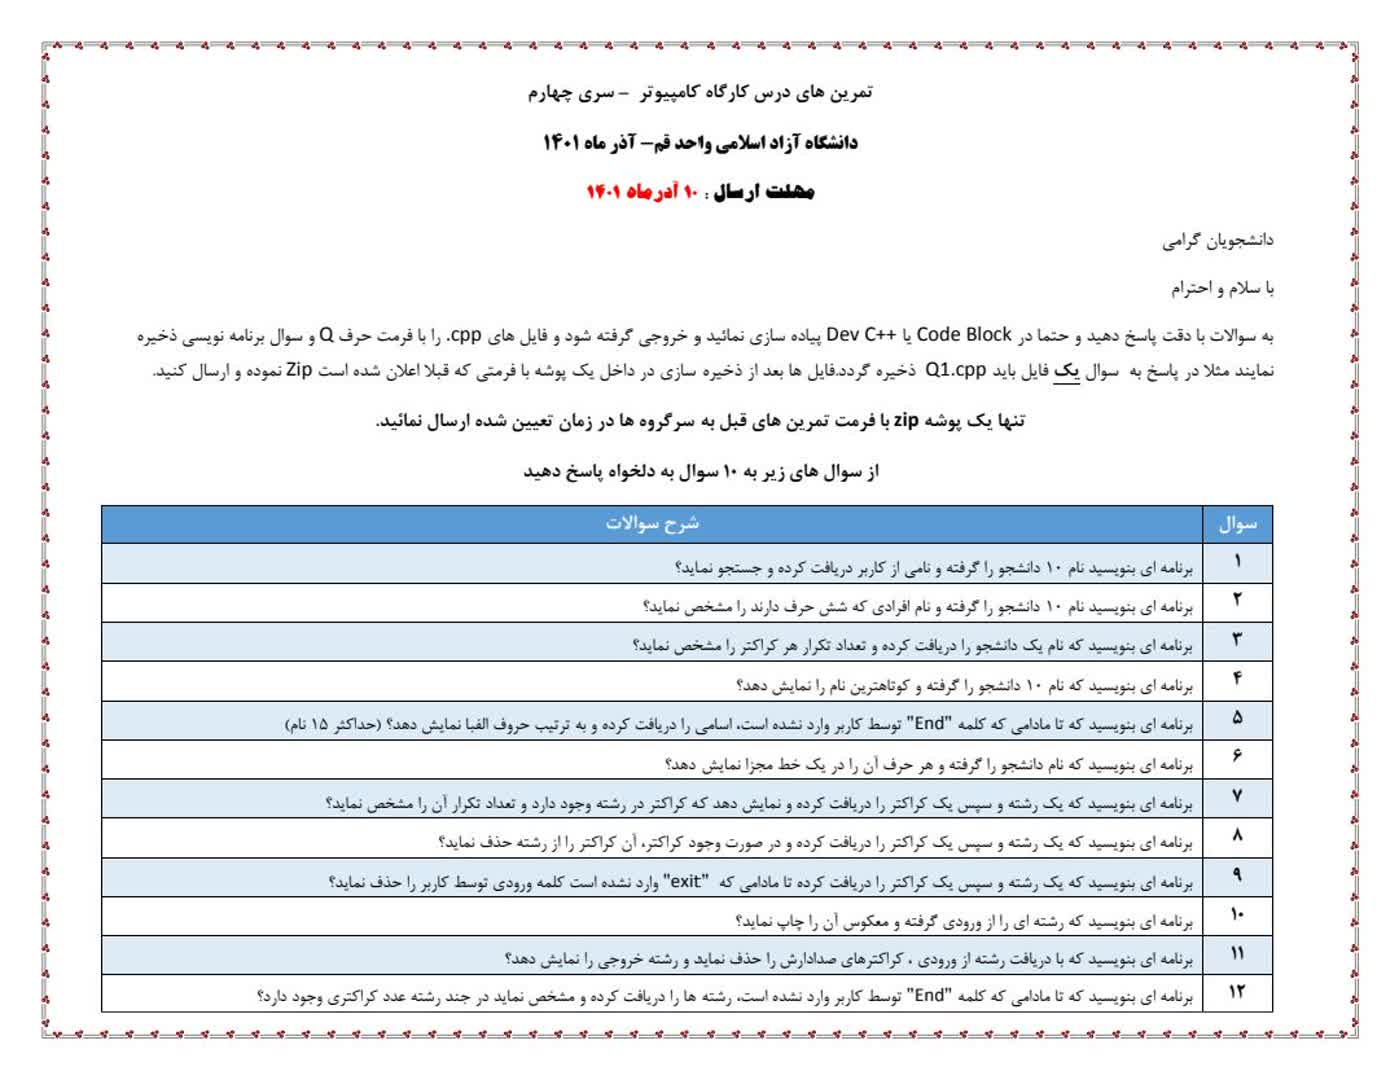 تمرین های درس کارگاه کامپیوتر – سری چهارم
دانشگاه آزاد اسلامی واحد قم– آذر ماه ۱۴۰۱
مهلت ارسال : ۱۰ آذرماه ۱۴۰۱
دانشجویان گرامی
با سلام و احترام
به سوالات با دقت پاسخ دهید و حتما در Code Block یا Dev C++ پیاده سازی نمائید و خروجی گرفته شود و فایل های cpp. را با فرمت حرف Q و سوال برنامه نویسی ذخیره
نمایند مثلا در پاسخ به سوال یک فایل باید Q1.cpp ذخیره گردد.فایل ها بعد از ذخیره سازی در داخل یک پوشه با فرمتی که قبلا اعلان شده است Zip نموده و ارسال کنید.
تنها یک پوشه zip با فرمت تمرین های قبل به سرگروه ها در زمان تعیین شده ارسال نمائید.
از سوال های زیر به ۱۰ سوال به دلخواه پاسخ دهید
سوال شرح سوالات
۱ برنامه ای بنویسید نام ۱۰ دانشجو را گرفته و نامی از کاربر دریافت کرده و جستجو نماید؟
۲ برنامه ای بنویسید نام ۱۰ دانشجو را گرفته و نام افرادی که شش حرف دارند را مشخص نماید؟
۳ برنامه ای بنویسید که نام یک دانشجو را دریافت کرده و تعداد تکرار هر کراکتر را مشخص نماید؟
۴ برنامه ای بنویسید که نام ۱۰ دانشجو را گرفته و کوتاهترین نام را نمایش دهد؟
۵ برنامه ای بنویسید که تا مادامی که کلمه "End" توسط کاربر وارد نشده است، اسامی را دریافت کرده و به ترتیب حروف الفبا نمایش دهد؟ (حداکثر ۱۵ نام)
۶ برنامه ای بنویسید که نام دانشجو را گرفته و هر حرف آن را در یک خط مجزا نمایش دهد؟
۷ برنامه ای بنویسید که یک رشته و سپس یک کراکتر را دریافت کرده و نمایش دهد که کراکتر در رشته وجود دارد و تعداد تکرار آن را مشخص نماید؟
۸ برنامه ای بنویسید که یک رشته و سپس یک کراکتر را دریافت کرده و در صورت وجود کراکتر، آن کراکتر را از رشته حذف نماید؟
۹ برنامه ای بنویسید که یک رشته و سپس یک کراکتر را دریافت کرده تا مادامی که "exit" وارد نشده است کلمه ورودی توسط کاربر را حذف نماید؟
۱۰ برنامه ای بنویسید که رشته ای را از ورودی گرفته و معکوس آن را چاپ نماید؟
۱۱ برنامه ای بنویسید که با دریافت رشته از ورودی ، کراکترهای صدادارش را حذف نماید و رشته خروجی را نمایش دهد؟
۱۲ برنامه ای بنویسید که تا مادامی که کلمه "End" توسط کاربر وارد نشده است، رشته ها را دریافت کرده و مشخص نماید در چند رشته عدد کراکتری وجود دارد؟